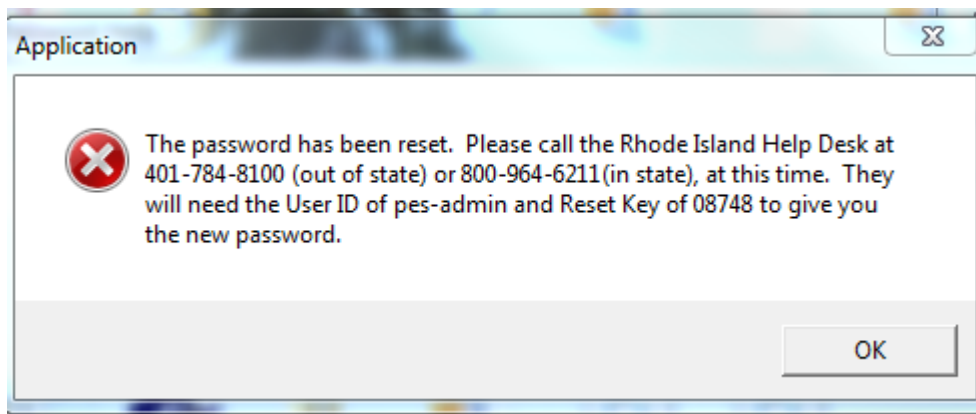 Application
The password has been reset.  Please call the Rhode Island Help Desk at
401-784-8100 (out of state) or 800-964-6211(in state), at this time.  They
will need the User ID of pes-admin and Reset Key of 08748 to give you
the new password.
OK